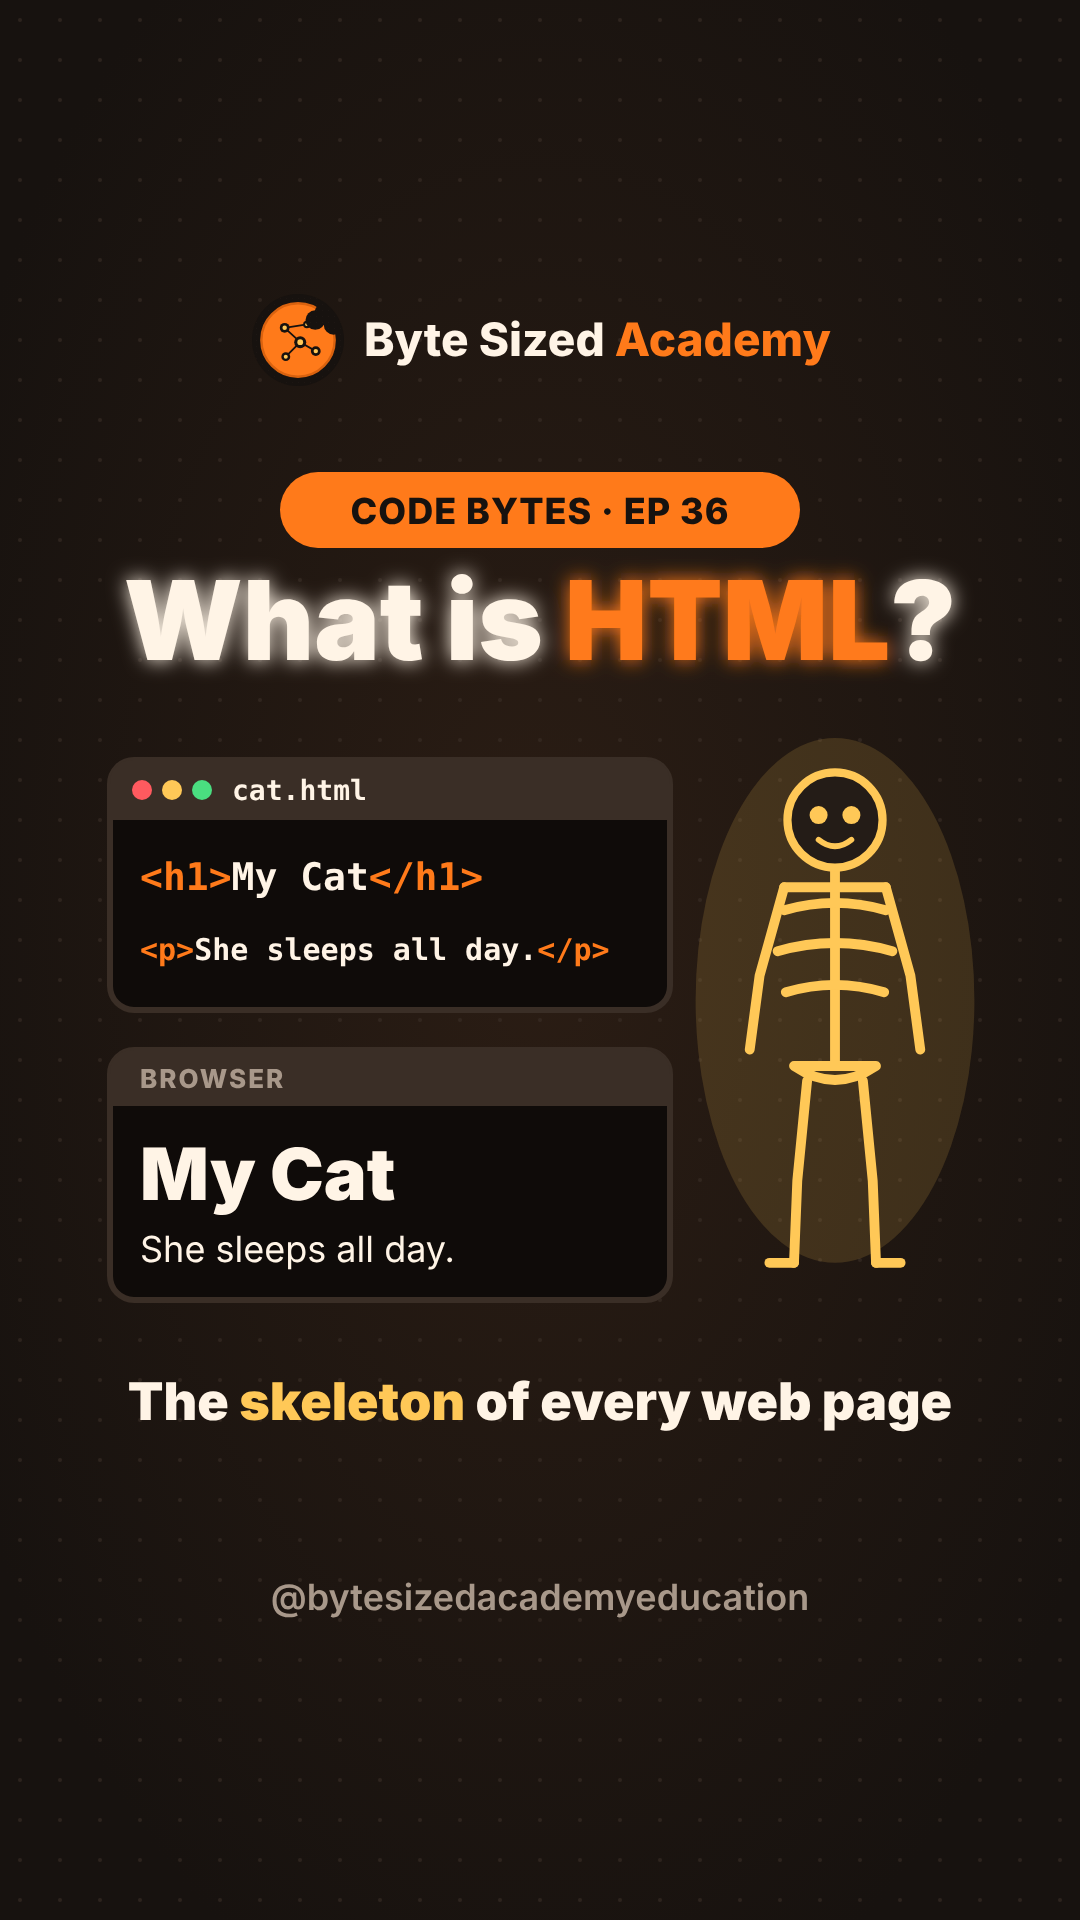 Byte Sized Academy
CODE BYTES · EP 36
What is HTML?
cat.html
<h1>My Cat</h1>
<p>She sleeps all day.</p>
BROWSER
My Cat
She sleeps all day.
The skeleton of every web page
@bytesizedacademyeducation